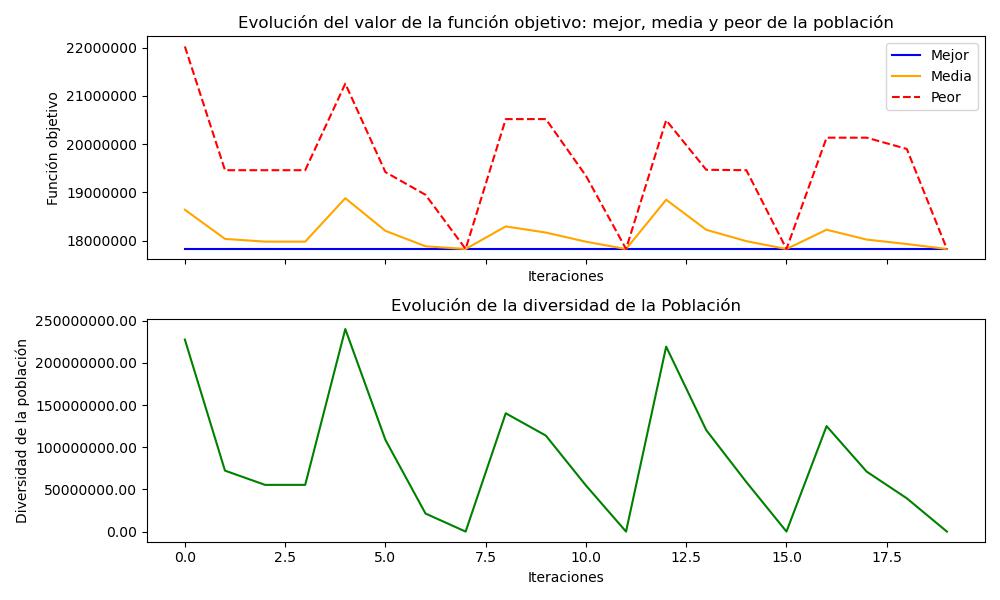 Evolución del valor de la función objetivo: mejor, media y peor de la población
22000000
21000000
20000000
19000000
18000000
Función objetivo
Mejor
Media
Peor
Iteraciones
Evolución de la diversidad de la Población
250000000.00
200000000.00
150000000.00
100000000.00
50000000.00
0.00
Diversidad de la población
0.0 2.5 5.0 7.5 10.0 12.5 15.0 17.5
Iteraciones